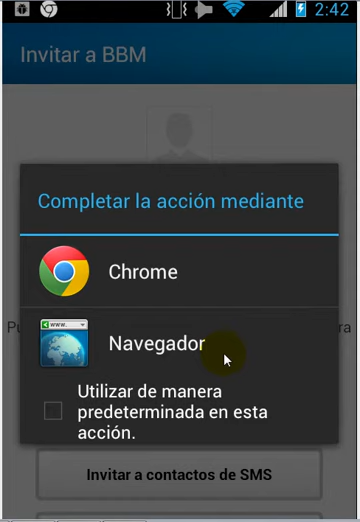 2:42
Invitar a BBM
Completar la acción mediante
Chrome
www.
Navegador
Utilizar de manera
predeterminada en esta
acción.
Invitar a contactos de SMS